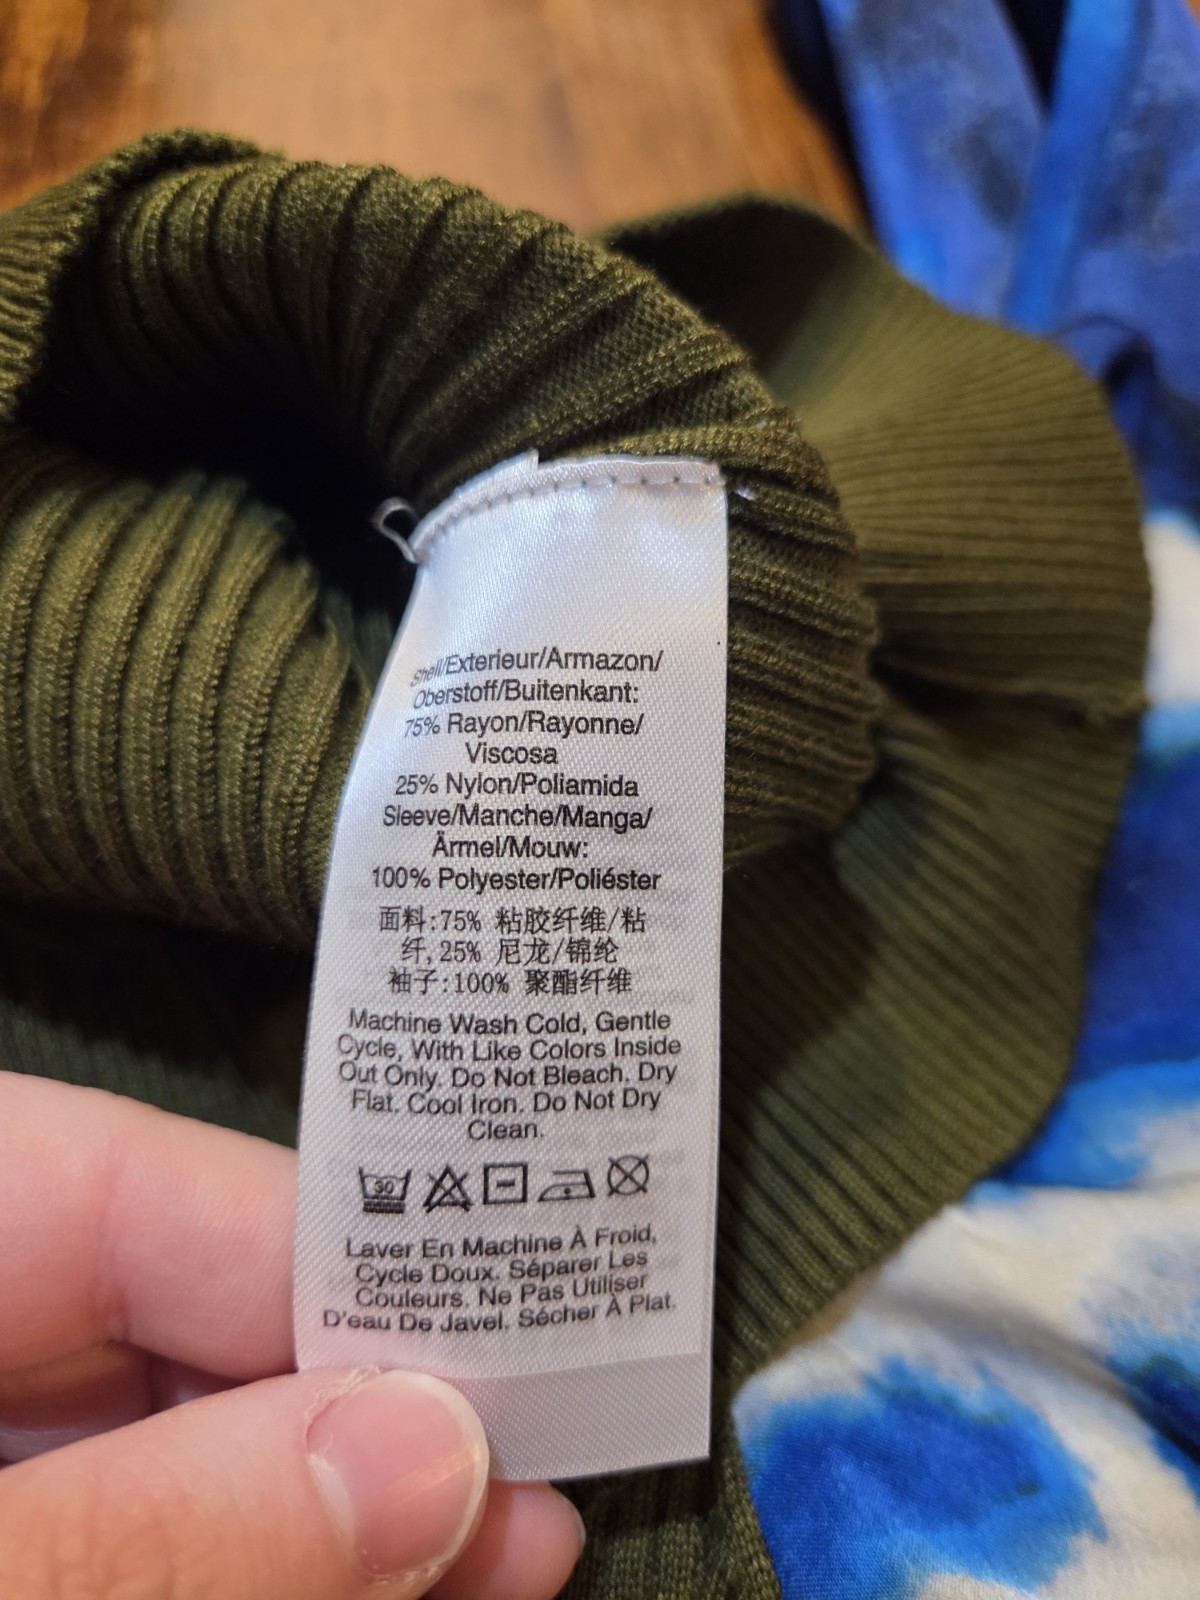 Shell/Exterieur/Armazon/
Oberstoff/Buitenkant:
75% Rayon/Rayonne/
Viscosa
25% Nylon/Poliamida
Sleeve/Manche/Manga/
Ärmel/Mouw:
100% Polyester/Poliéster
面料:75% 粘胶纤维/粘
纤,25% 尼龙/锦纶
袖子:100% 聚酯纤维
Machine Wash Cold, Gentle
Cycle, With Like Colors Inside
Out Only. Do Not Bleach. Dry
Flat. Cool Iron. Do Not Dry
Clean.
30
Laver En Machine À Froid,
Cycle Doux. Séparer Les
Couleurs. Ne Pas Utiliser
D'eau De Javel. Sécher À Plat.